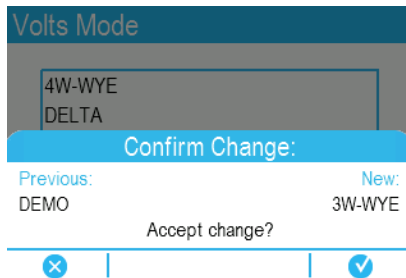 Volts Mode
4W-WYE
DELTA
Confirm Change:
Previous: New:
DEMO 3W-WYE
Accept change?